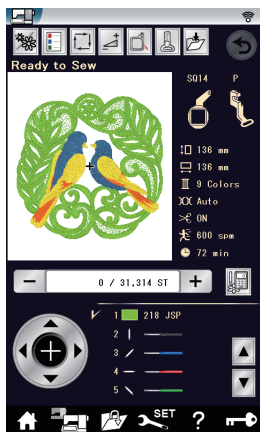 Ready to Sew
SQ14 P
136 mm
136 mm
9 Colors
Auto
ON
600 spm
72 min
− 0 / 31,314 ST +
1 218 JSP
2
3
4
5
SET
?